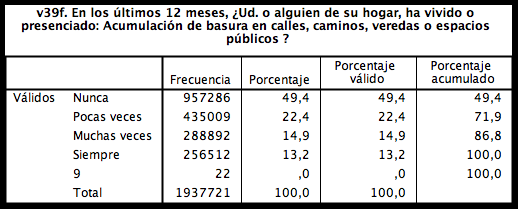 v39f. En los últimos 12 meses, ¿Ud. o alguien de su hogar, ha vivido o
presenciado: Acumulación de basura en calles, caminos, veredas o espacios
públicos ?
Frecuencia Porcentaje Porcentaje válido Porcentaje acumulado
Válidos Nunca 957286 49,4 49,4 49,4
Pocas veces 435009 22,4 22,4 71,9
Muchas veces 288892 14,9 14,9 86,8
Siempre 256512 13,2 13,2 100,0
9 22 ,0 ,0 100,0
Total 1937721 100,0 100,0